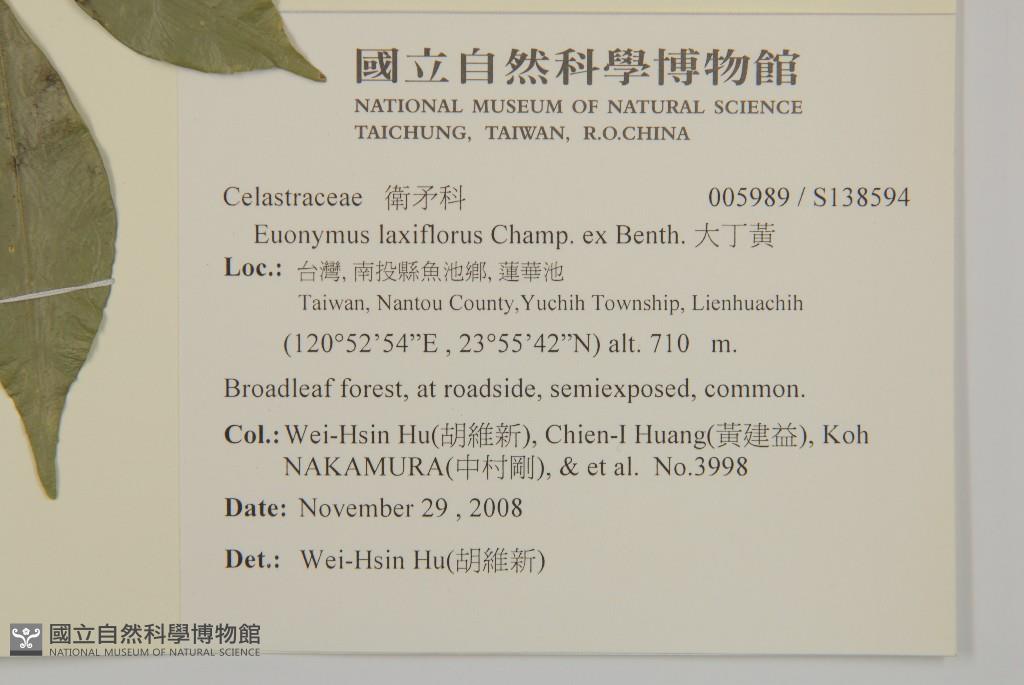 國立自然科學博物館
NATIONAL MUSEUM OF NATURAL SCIENCE
TAICHUNG, TAIWAN, R.O.CHINA
Celastraceae 衛矛科 005989 / S138594
Euonymus laxiflorus Champ. ex Benth. 大丁黃
Loc.: 台灣, 南投縣魚池鄉, 蓮華池
Taiwan, Nantou County,Yuchih Township, Lienhuachih
(120°52’54”E , 23°55’42”N) alt. 710 m.
Broadleaf forest, at roadside, semiexposed, common.
Col.: Wei-Hsin Hu(胡維新), Chien-I Huang(黃建益), Koh
NAKAMURA(中村剛), & et al. No.3998
Date: November 29 , 2008
Det.: Wei-Hsin Hu(胡維新)
國立自然科學博物館
NATIONAL MUSEUM OF NATURAL SCIENCE